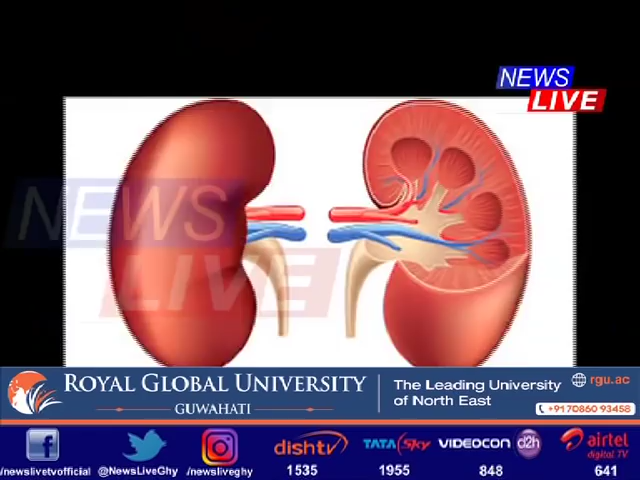 NEWS
LIVE
NEWS
LIVE
ROYAL GLOBAL UNIVERSITY
GUWAHATI
The Leading University
of North East
rgu.ac
+91 70860 93458
/newslivetvofficial
@NewsLiveGhy
/newsliveghy
dishtv
1535
TATA sky
1955
VIDEOCON d2h
848
airtel
digital TV
641